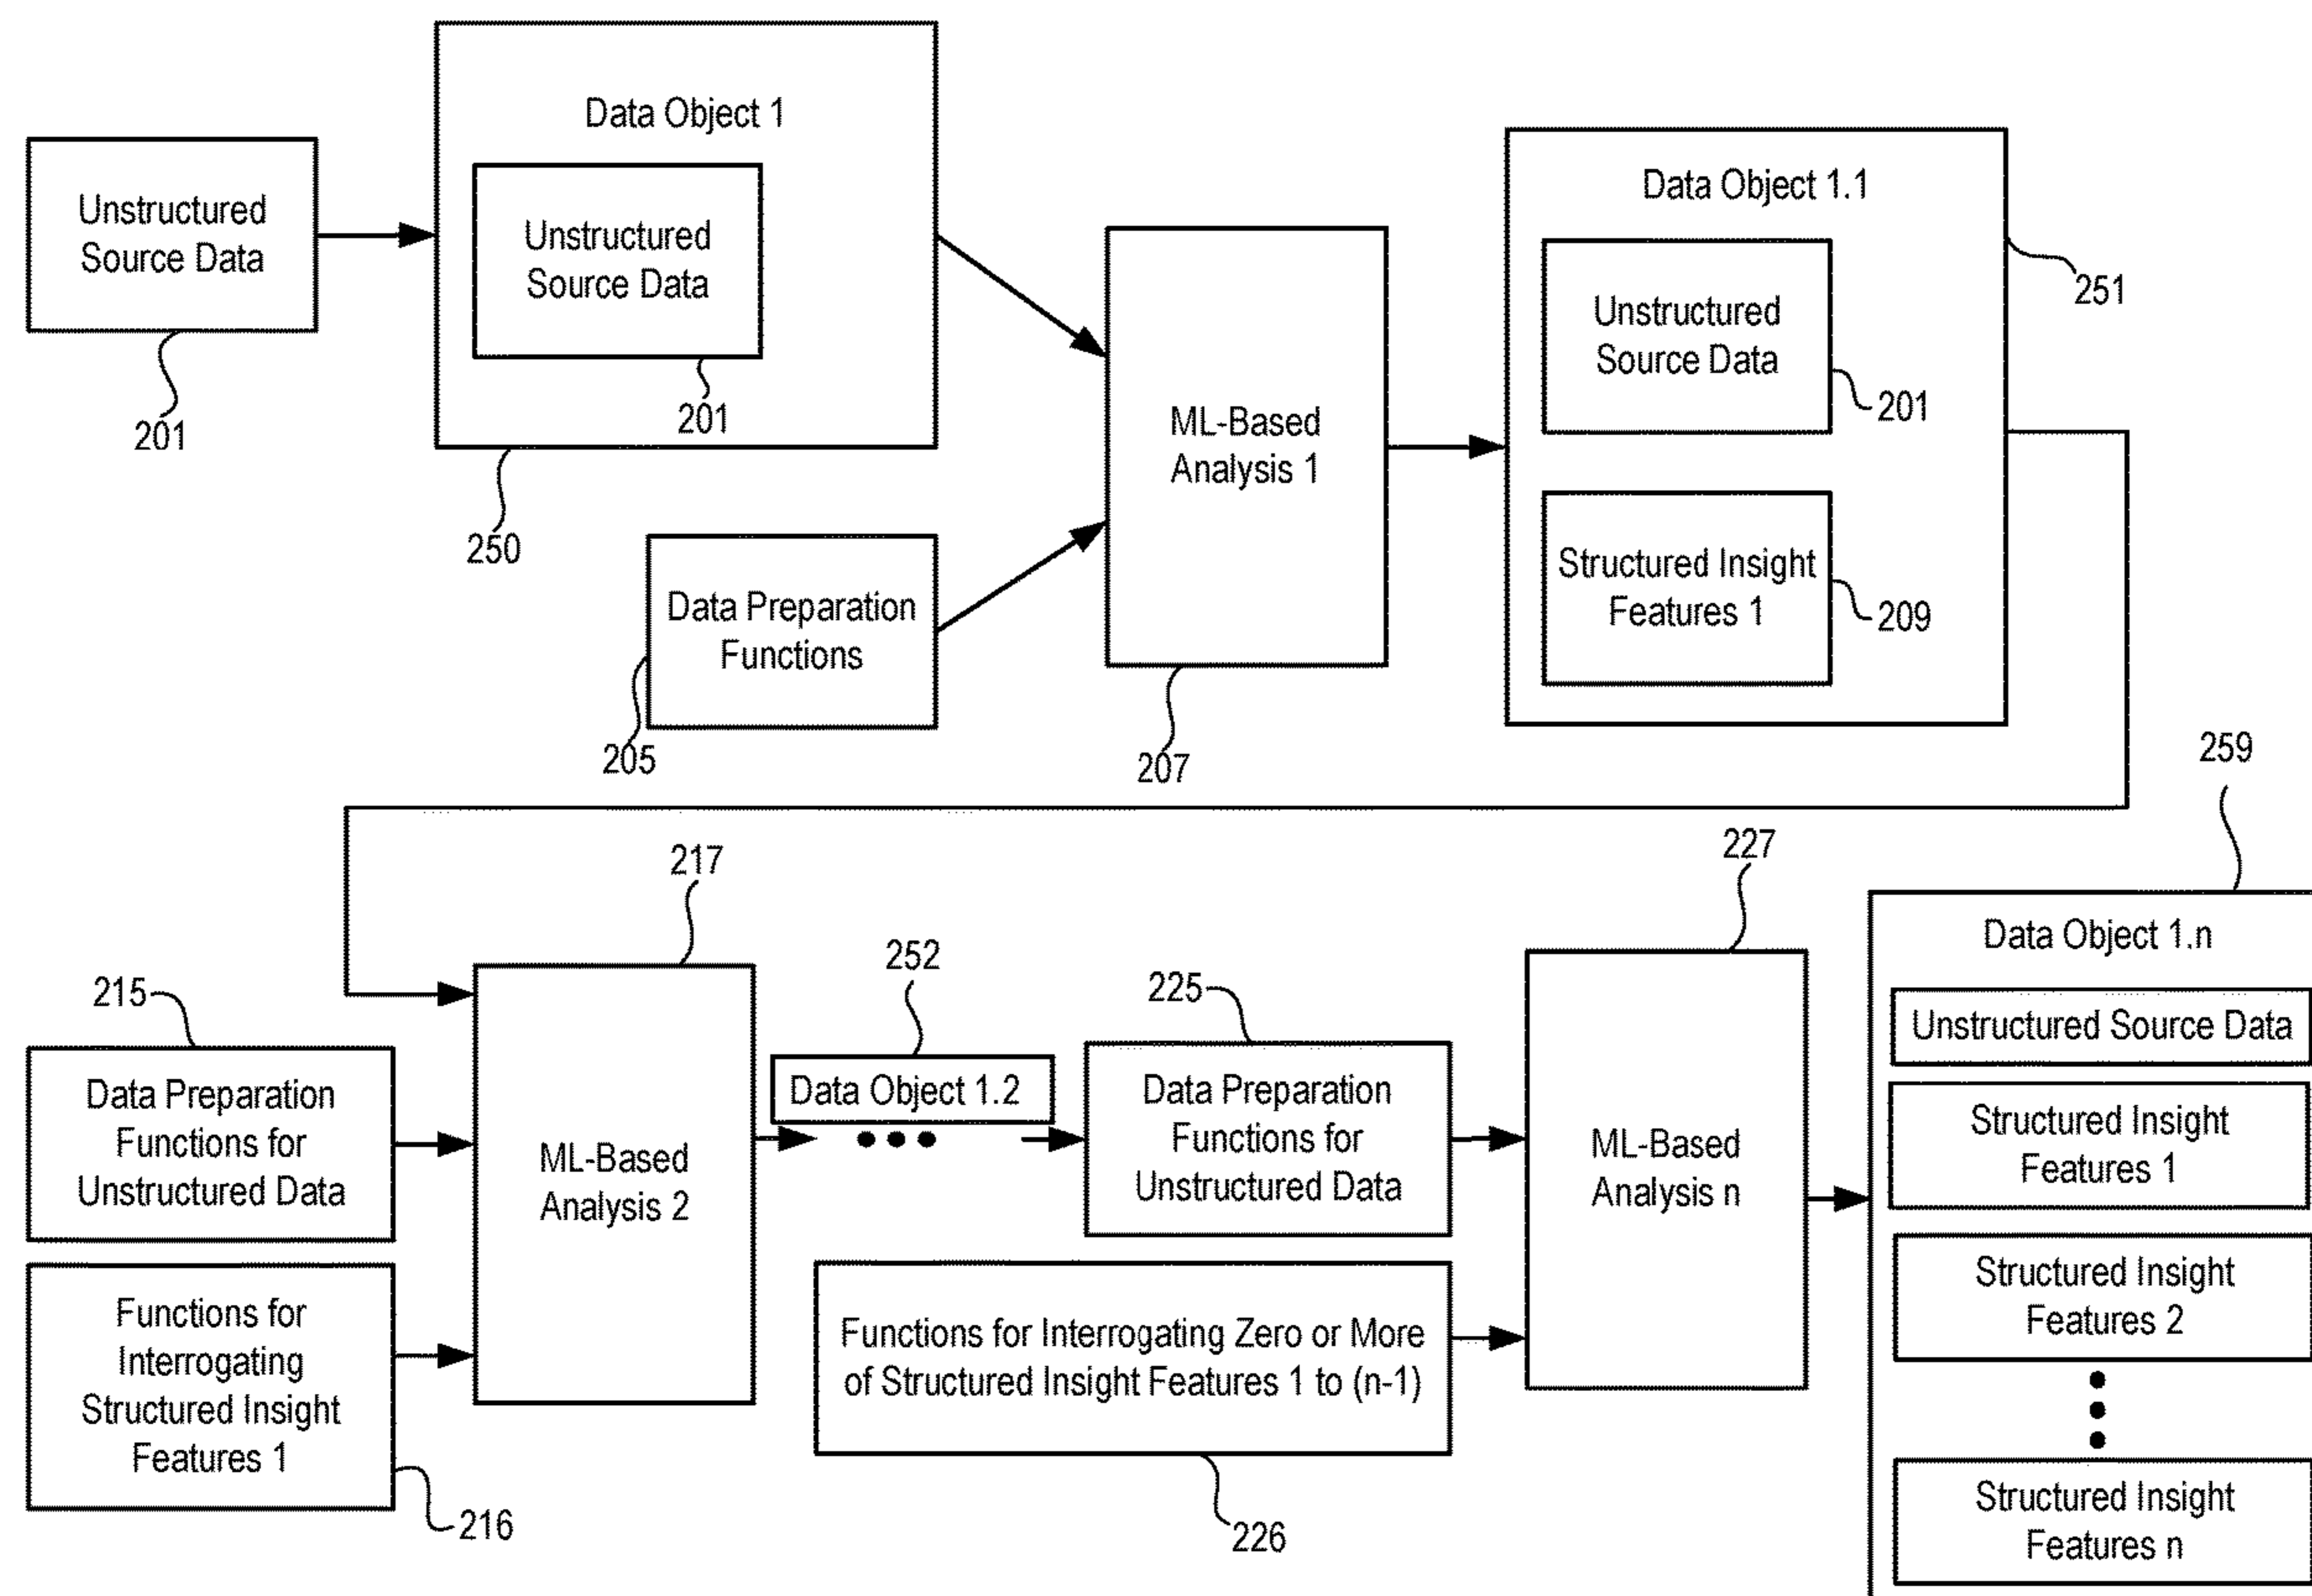 Data Object 1
Unstructured
Source Data
201
Unstructured
Source Data
201
250
Data Preparation
Functions
205
ML-Based
Analysis 1
207
Data Object 1.1
251
Unstructured
Source Data
201
Structured Insight
Features 1
209
217
215
Data Preparation
Functions for
Unstructured Data
Functions for
Interrogating
Structured Insight
Features 1
216
ML-Based
Analysis 2
252
Data Object 1.2
225
Data Preparation
Functions for
Unstructured Data
Functions for Interrogating Zero or More
of Structured Insight Features 1 to (n-1)
226
227
ML-Based
Analysis n
259
Data Object 1.n
Unstructured Source Data
Structured Insight
Features 1
Structured Insight
Features 2
Structured Insight
Features n